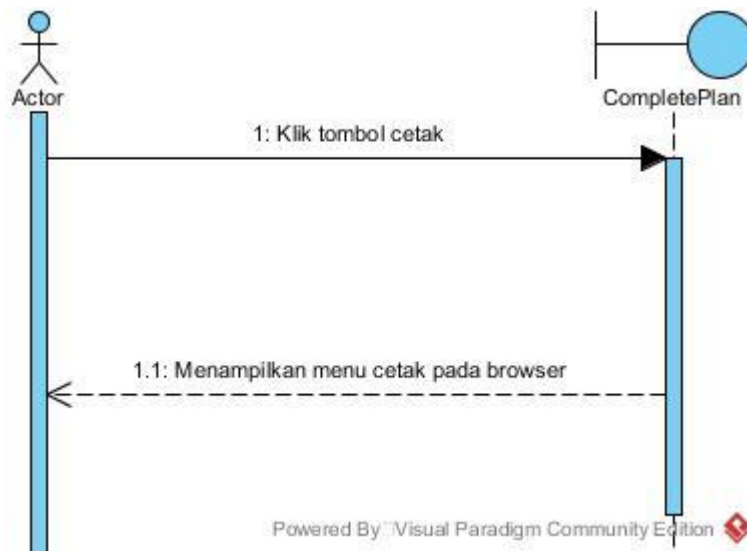 Actor
CompletePlan
1: Klik tombol cetak
1.1: Menampilkan menu cetak pada browser
Powered By Visual Paradigm Community Edition